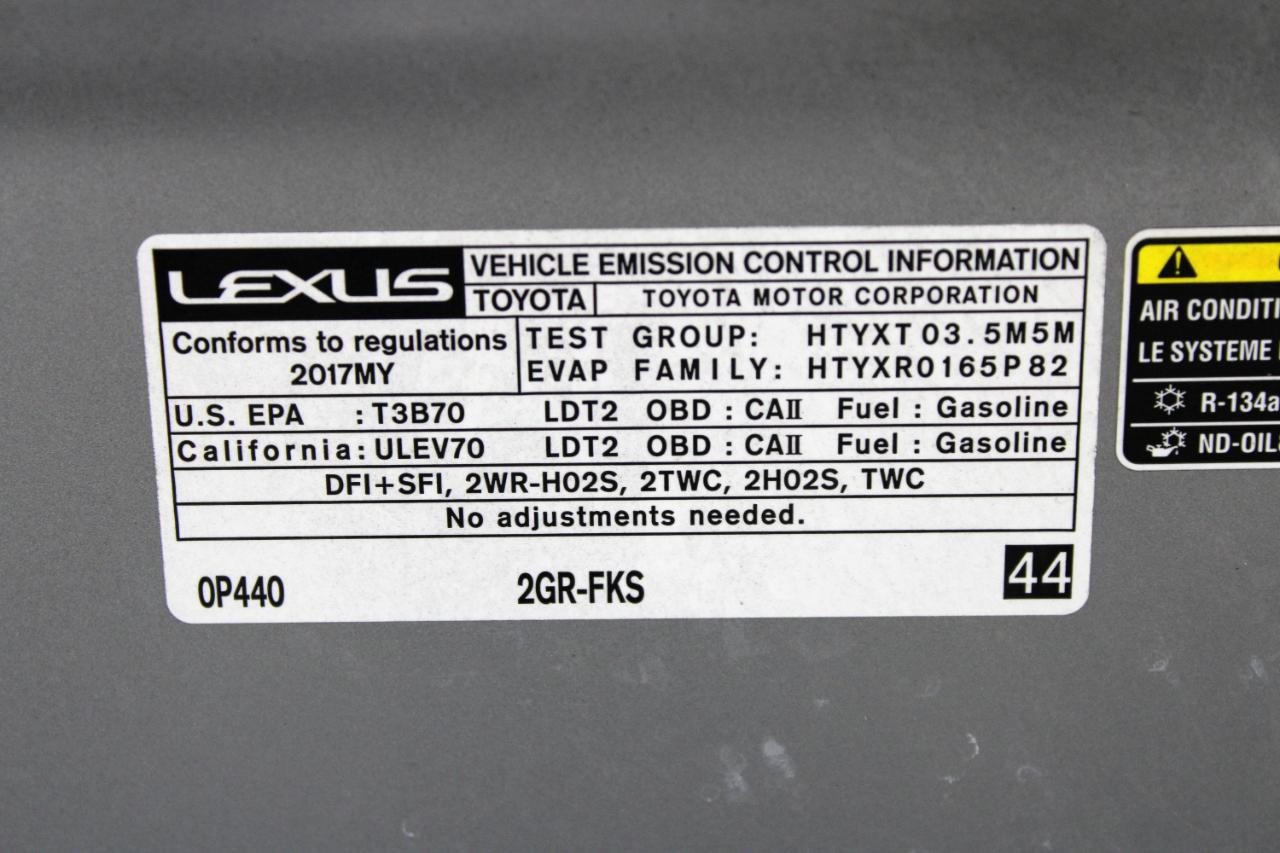 LEXUS
VEHICLE EMISSION CONTROL INFORMATION
TOYOTA TOYOTA MOTOR CORPORATION
Conforms to regulations
2017MY
TEST GROUP: HTYXT03.5M5M
EVAP FAMILY: HTYXR0165P82
U.S. EPA : T3B70 LDT2 OBD : CAⅡ Fuel : Gasoline
California: ULEV70 LDT2 OBD : CAⅡ Fuel : Gasoline
DFI+SFI, 2WR-HO2S, 2TWC, 2HO2S, TWC
No adjustments needed.
0P440 2GR-FKS 44
AIR CONDITI
LE SYSTEME
R-134a
ND-OIL